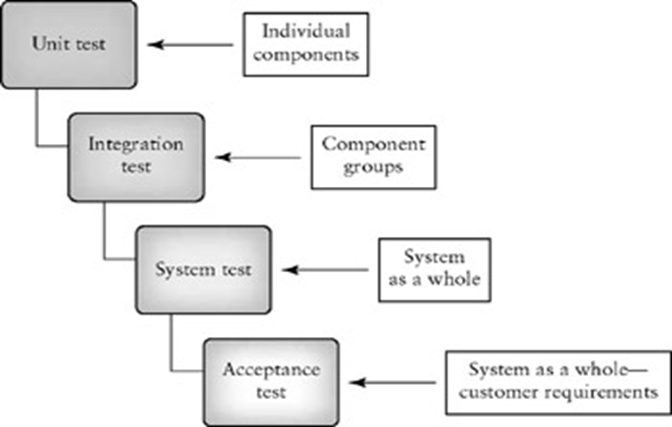 Unit test
Individual
components
Integration
test
Component
groups
System test
System
as a whole
Acceptance
test
System as a whole—
customer requirements